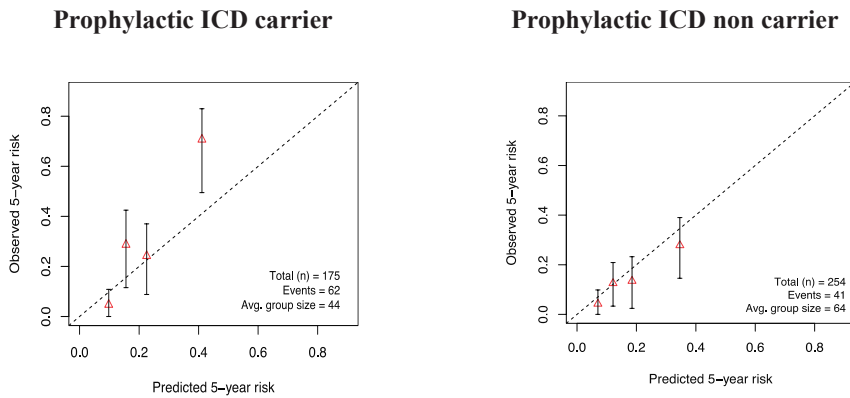 Prophylactic ICD carrier
Observed 5−year risk
0.0 0.2 0.4 0.6 0.8
Total (n) = 175
Events = 62
Avg. group size = 44
0.0 0.2 0.4 0.6 0.8
Predicted 5−year risk
Prophylactic ICD non carrier
Observed 5−year risk
0.0 0.2 0.4 0.6 0.8
Total (n) = 254
Events = 41
Avg. group size = 64
0.0 0.2 0.4 0.6 0.8
Predicted 5−year risk